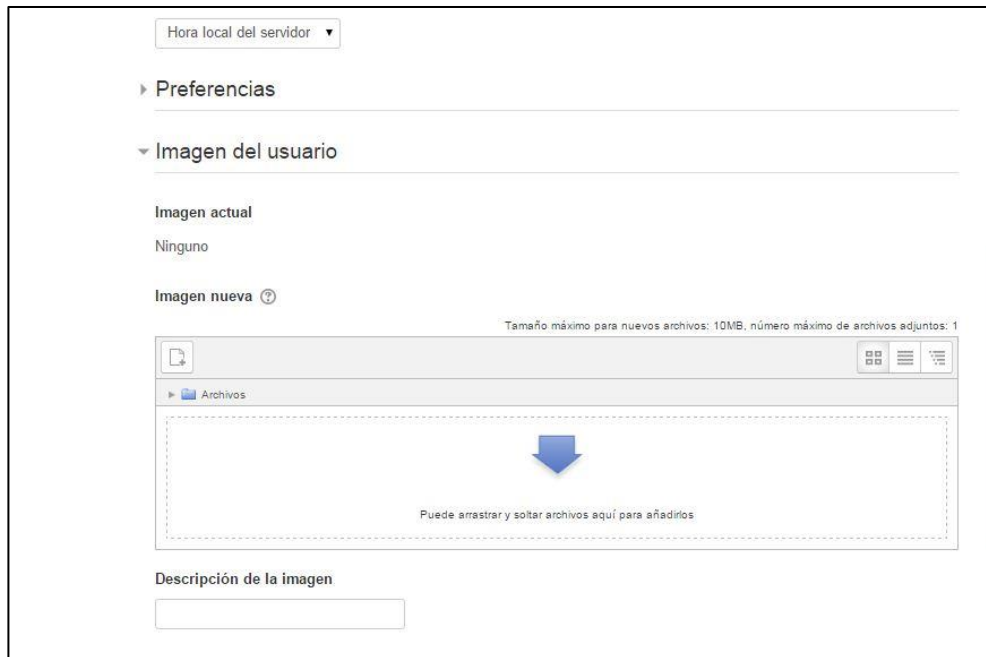 Hora local del servidor
Preferencias
Imagen del usuario
Imagen actual
Ninguno
Imagen nueva
Tamaño máximo para nuevos archivos: 10MB, número máximo de archivos adjuntos: 1
Archivos
Puede arrastrar y soltar archivos aquí para añadirlos
Descripción de la imagen